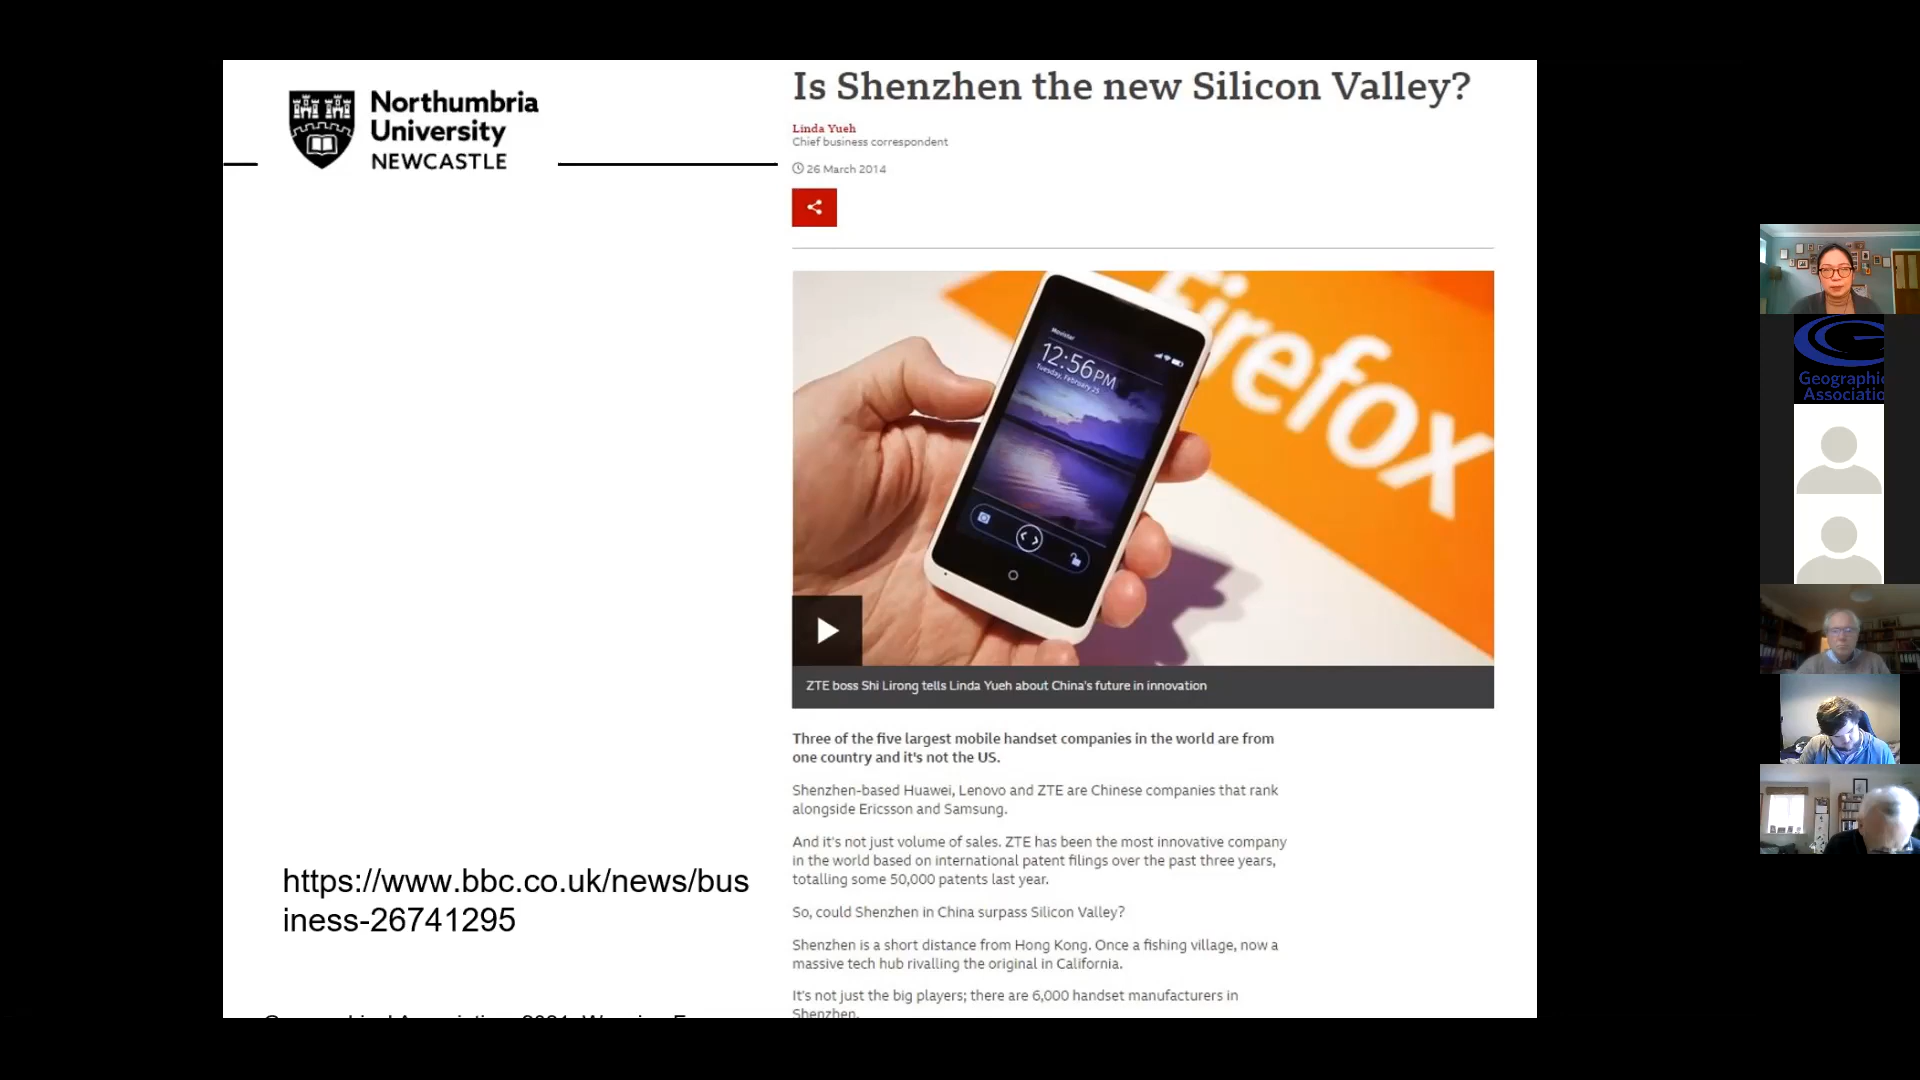 Northumbria
University
NEWCASTLE
https://www.bbc.co.uk/news/bus
iness-26741295
Is Shenzhen the new Silicon Valley?
Linda Yueh
Chief business correspondent
26 March 2014
Firefox
Movistar
12:56PM
Tuesday, February 25
ZTE boss Shi Lirong tells Linda Yueh about China's future in innovation
Three of the five largest mobile handset companies in the world are from
one country and it's not the US.
Shenzhen-based Huawei, Lenovo and ZTE are Chinese companies that rank
alongside Ericsson and Samsung.
And it's not just volume of sales. ZTE has been the most innovative company
in the world based on international patent filings over the past three years,
totalling some 50,000 patents last year.
So, could Shenzhen in China surpass Silicon Valley?
Shenzhen is a short distance from Hong Kong. Once a fishing village, now a
massive tech hub rivalling the original in California.
It's not just the big players; there are 6,000 handset manufacturers in
Shenzhen.
Geographic
Associatio